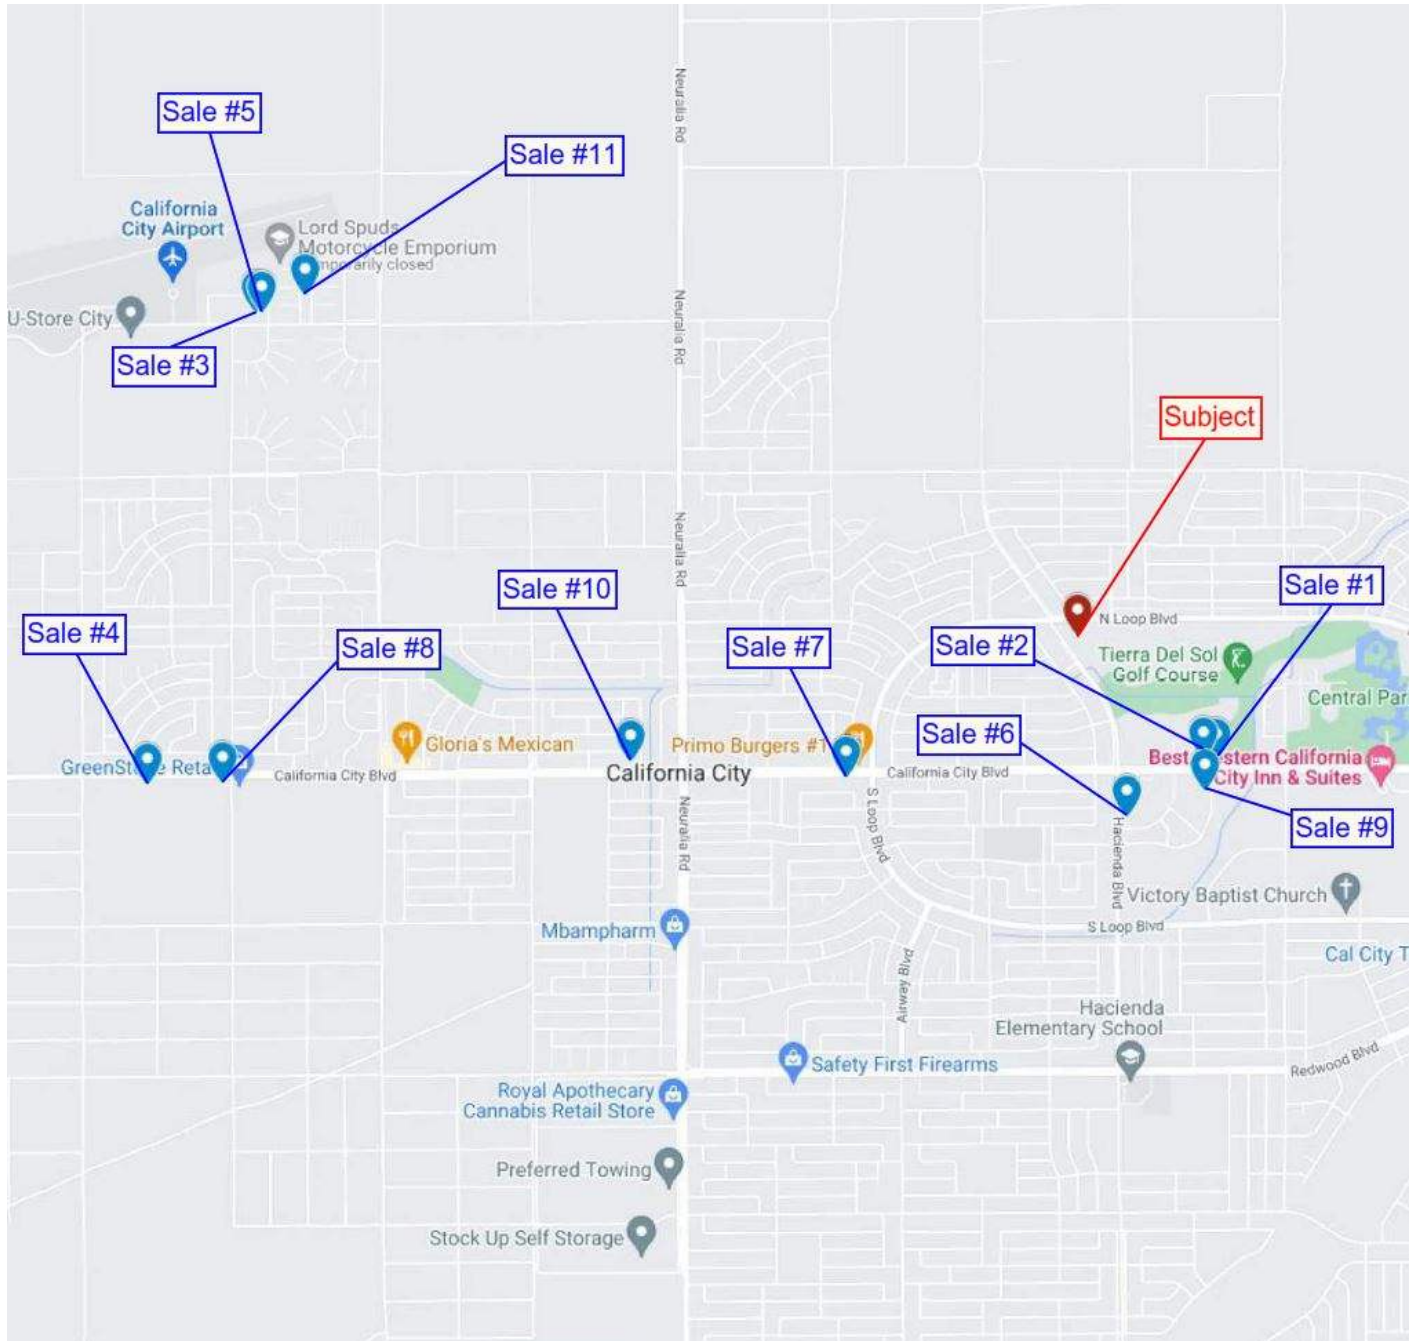 Neuralia Rd
Sale #5
Sale #11
California
City Airport
Lord Spuds
Motorcycle Emporium
closed
U-Store City
Neuralia Rd
Sale #3
Subject
Neuralia Rd
Sale #10
Sale #1
Sale #4
Sale #8
Sale #7
Sale #2
N Loop Blvd
Tierra Del Sol
Golf Course
Central Par
Gloria's Mexican
Primo Burgers #1
Sale #6
GreenSt
Reta
California City Blvd
California City
California City Blvd
Best
stern California
City Inn & Suites
Neuralia Rd
S Loop Blvd
Hacienda Blvd
Sale #9
Victory Baptist Church
Mbampharm
S Loop Blvd
Cal City T
Airway Blvd
Hacienda
Elementary School
Safety First Firearms
Redwood Blvd
Royal Apothecary
Cannabis Retail Store
Preferred Towing
Stock Up Self Storage